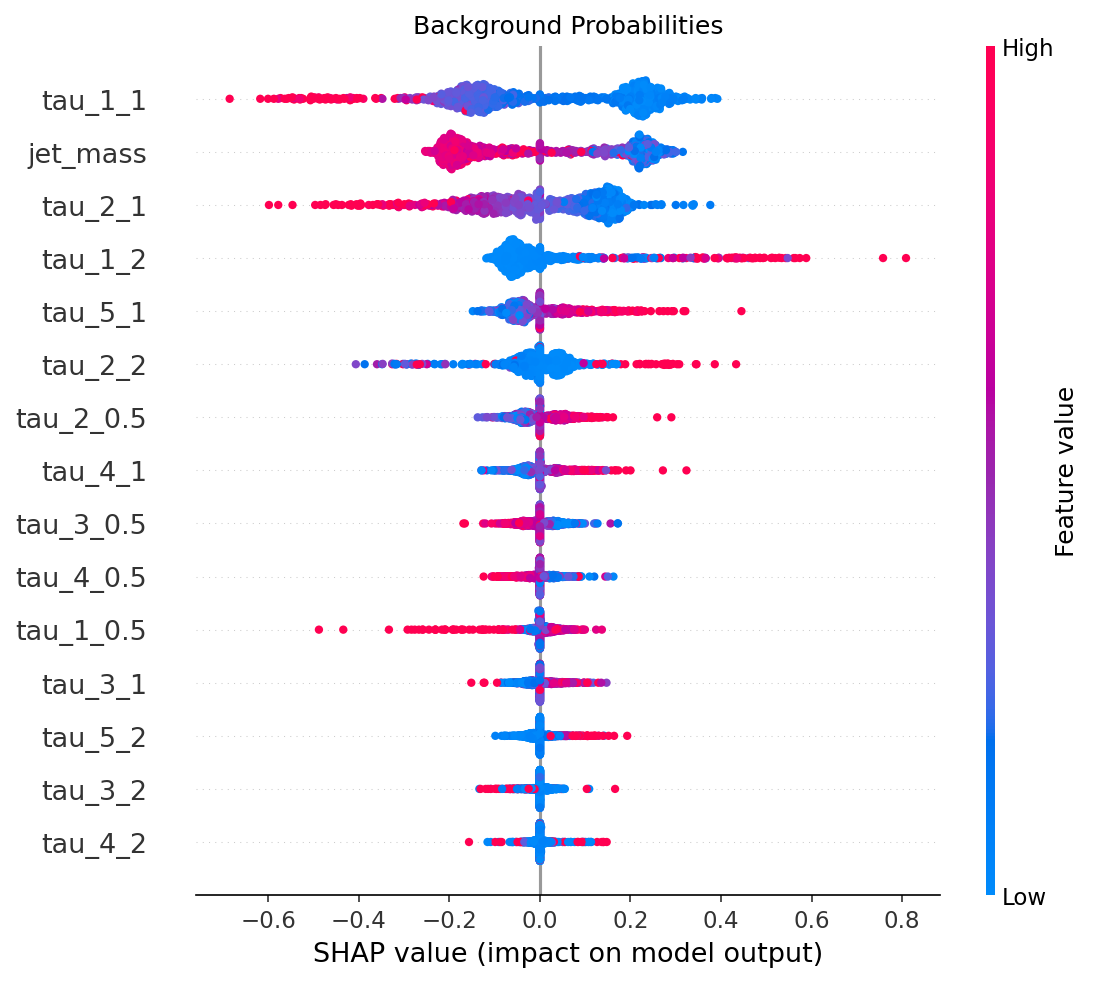 Background Probabilities
High
tau_1_1
jet_mass
tau_2_1
tau_1_2
tau_5_1
tau_2_2
tau_2_0.5
tau_4_1
tau_3_0.5
tau_4_0.5
tau_1_0.5
tau_3_1
tau_5_2
tau_3_2
tau_4_2
Feature value
Low
−0.6 −0.4 −0.2 0.0 0.2 0.4 0.6 0.8
SHAP value (impact on model output)